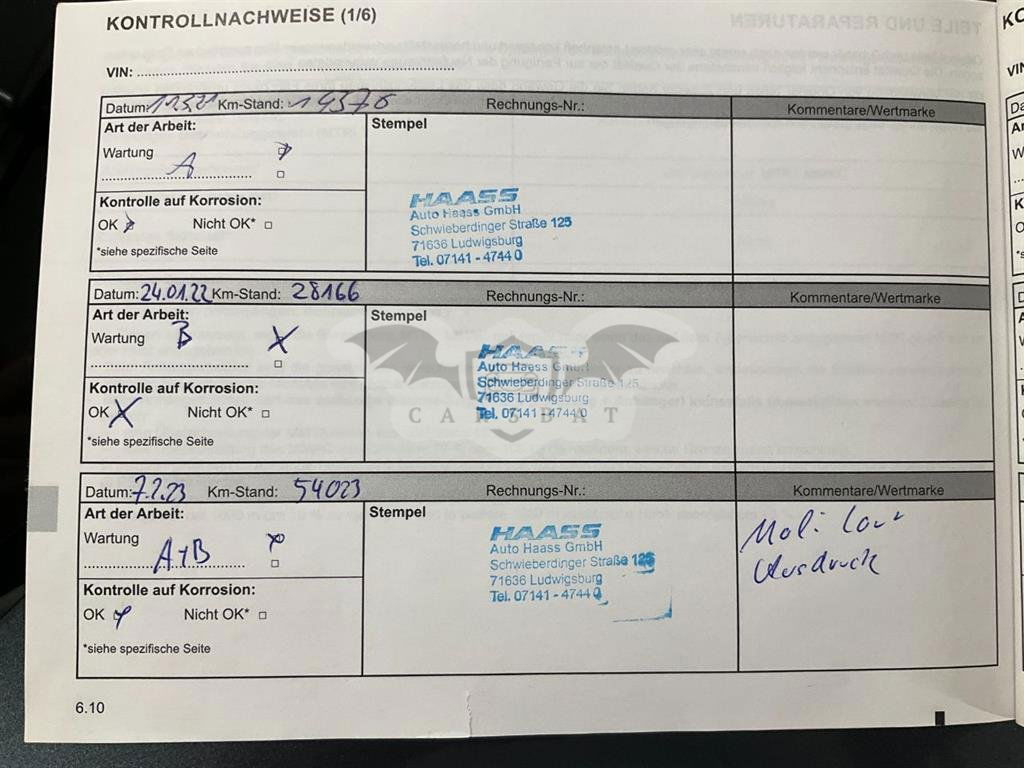 KONTROLLNACHWEISE (1/6)
VIN:
Datum: Km-Stand: 14376 Rechnungs-Nr.: Kommentare/Wertmarke
Art der Arbeit: Stempel
Wartung
A
Kontrolle auf Korrosion:
OK Nicht OK*
*siehe spezifische Seite
HAASS
Auto Haass GmbH
Schwieberdinger Straße 125
71636 Ludwigsburg
Tel. 07141 - 4744 0
Datum: 24.01.22 Km-Stand: 28166 Rechnungs-Nr.: Kommentare/Wertmarke
Art der Arbeit: Stempel
Wartung B
Kontrolle auf Korrosion:
OK Nicht OK*
*siehe spezifische Seite
HAASS
Auto Haass GmbH
Schwieberdinger Straße 125
71636 Ludwigsburg
Tel. 07141 - 4744 0
CARSBAT
Datum: 7.2.23 Km-Stand: 54023 Rechnungs-Nr.: Kommentare/Wertmarke
Art der Arbeit: Stempel
Wartung
A+B
Kontrolle auf Korrosion:
OK Nicht OK*
*siehe spezifische Seite
HAASS
Auto Haass GmbH
Schwieberdinger Straße 125
71636 Ludwigsburg
Tel. 07141 - 4744 0
Ausdruck
6.10